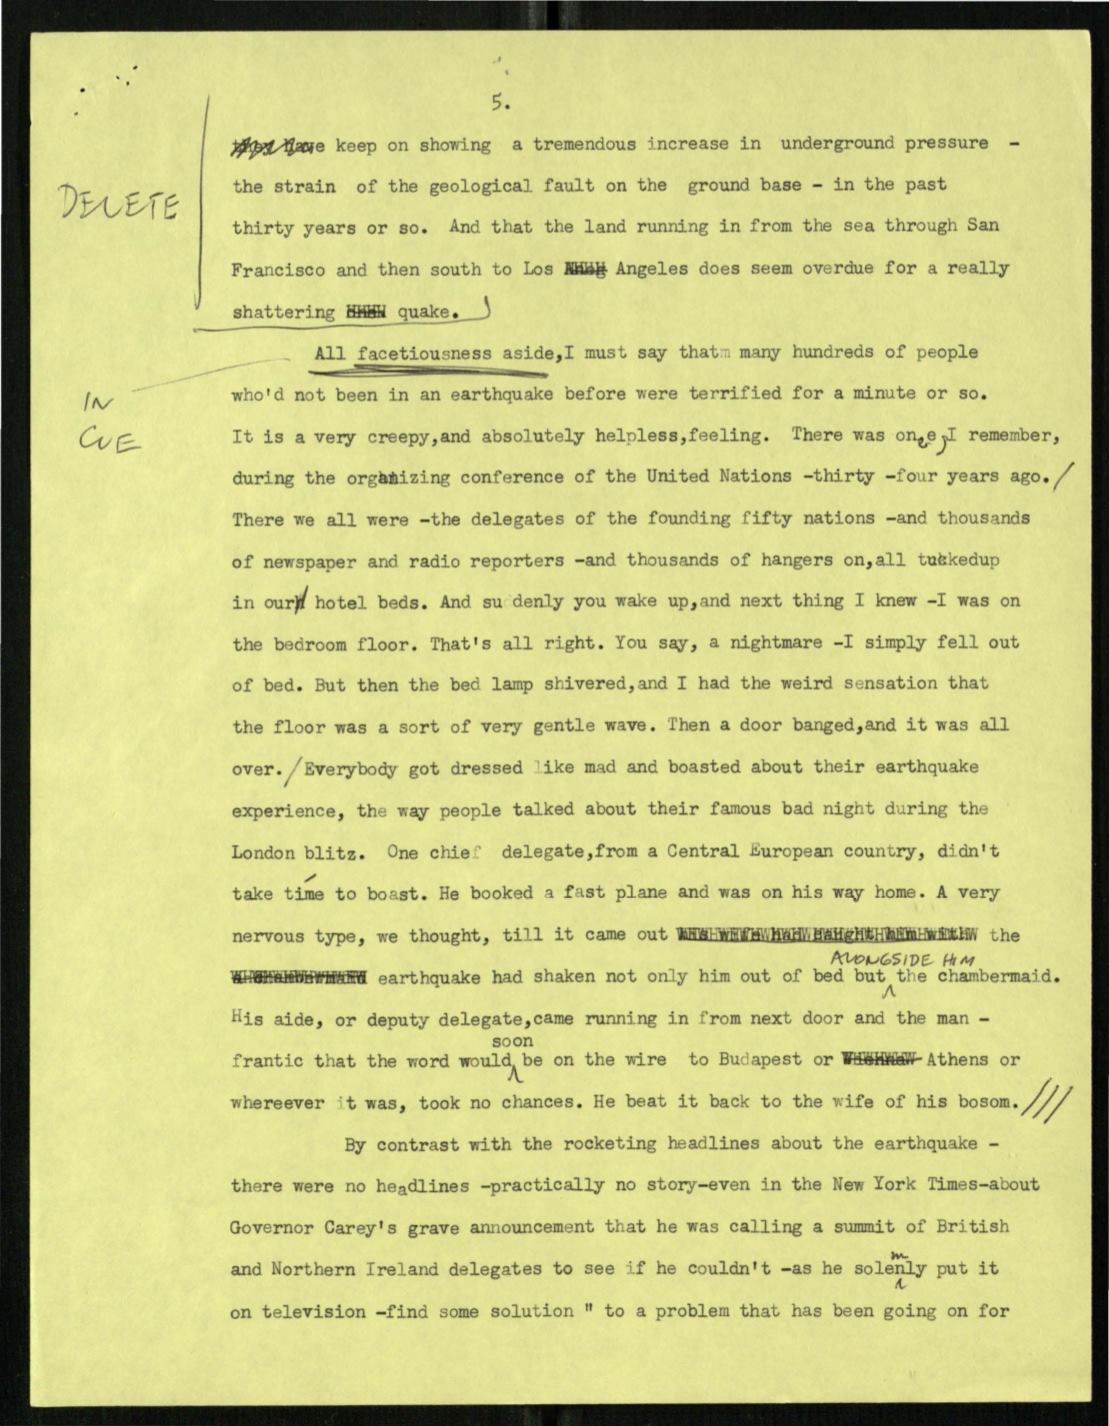 5.
have keep on showing a tremendous increase in underground pressure -
DELETE
the strain of the geological fault on the ground base - in the past
thirty years or so. And that the land running in from the sea through San
Francisco and then south to Los Angeles does seem overdue for a really
shattering quake.
All facetiousness aside,I must say thatm many hundreds of people
IN
CUE
who'd not been in an earthquake before were terrified for a minute or so.
It is a very creepy,and absolutely helpless,feeling. There was one, I remember,
during the organizing conference of the United Nations -thirty -four years ago./
There we all were -the delegates of the founding fifty nations -and thousands
of newspaper and radio reporters -and thousands of hangers on,all tuckedup
in our hotel beds. And su denly you wake up,and next thing I knew -I was on
the bedroom floor. That's all right. You say, a nightmare -I simply fell out
of bed. But then the bed lamp shivered,and I had the weird sensation that
the floor was a sort of very gentle wave. Then a door banged,and it was all
over./Everybody got dressed like mad and boasted about their earthquake
experience, the way people talked about their famous bad night during the
London blitz. One chief delegate,from a Central European country, didn't
take time to boast. He booked a fast plane and was on his way home. A very
nervous type, we thought, till it came out the
ALONGSIDE HIM
earthquake had shaken not only him out of bed but the chambermaid.
His aide, or deputy delegate,came running in from next door and the man -
soon
frantic that the word would be on the wire to Budapest or Athens or
whereever it was, took no chances. He beat it back to the wife of his bosom.///
By contrast with the rocketing headlines about the earthquake -
there were no headlines -practically no story-even in the New York Times-about
Governor Carey's grave announcement that he was calling a summit of British
m
and Northern Ireland delegates to see if he couldn't -as he solenly put it
on television -find some solution " to a problem that has been going on for